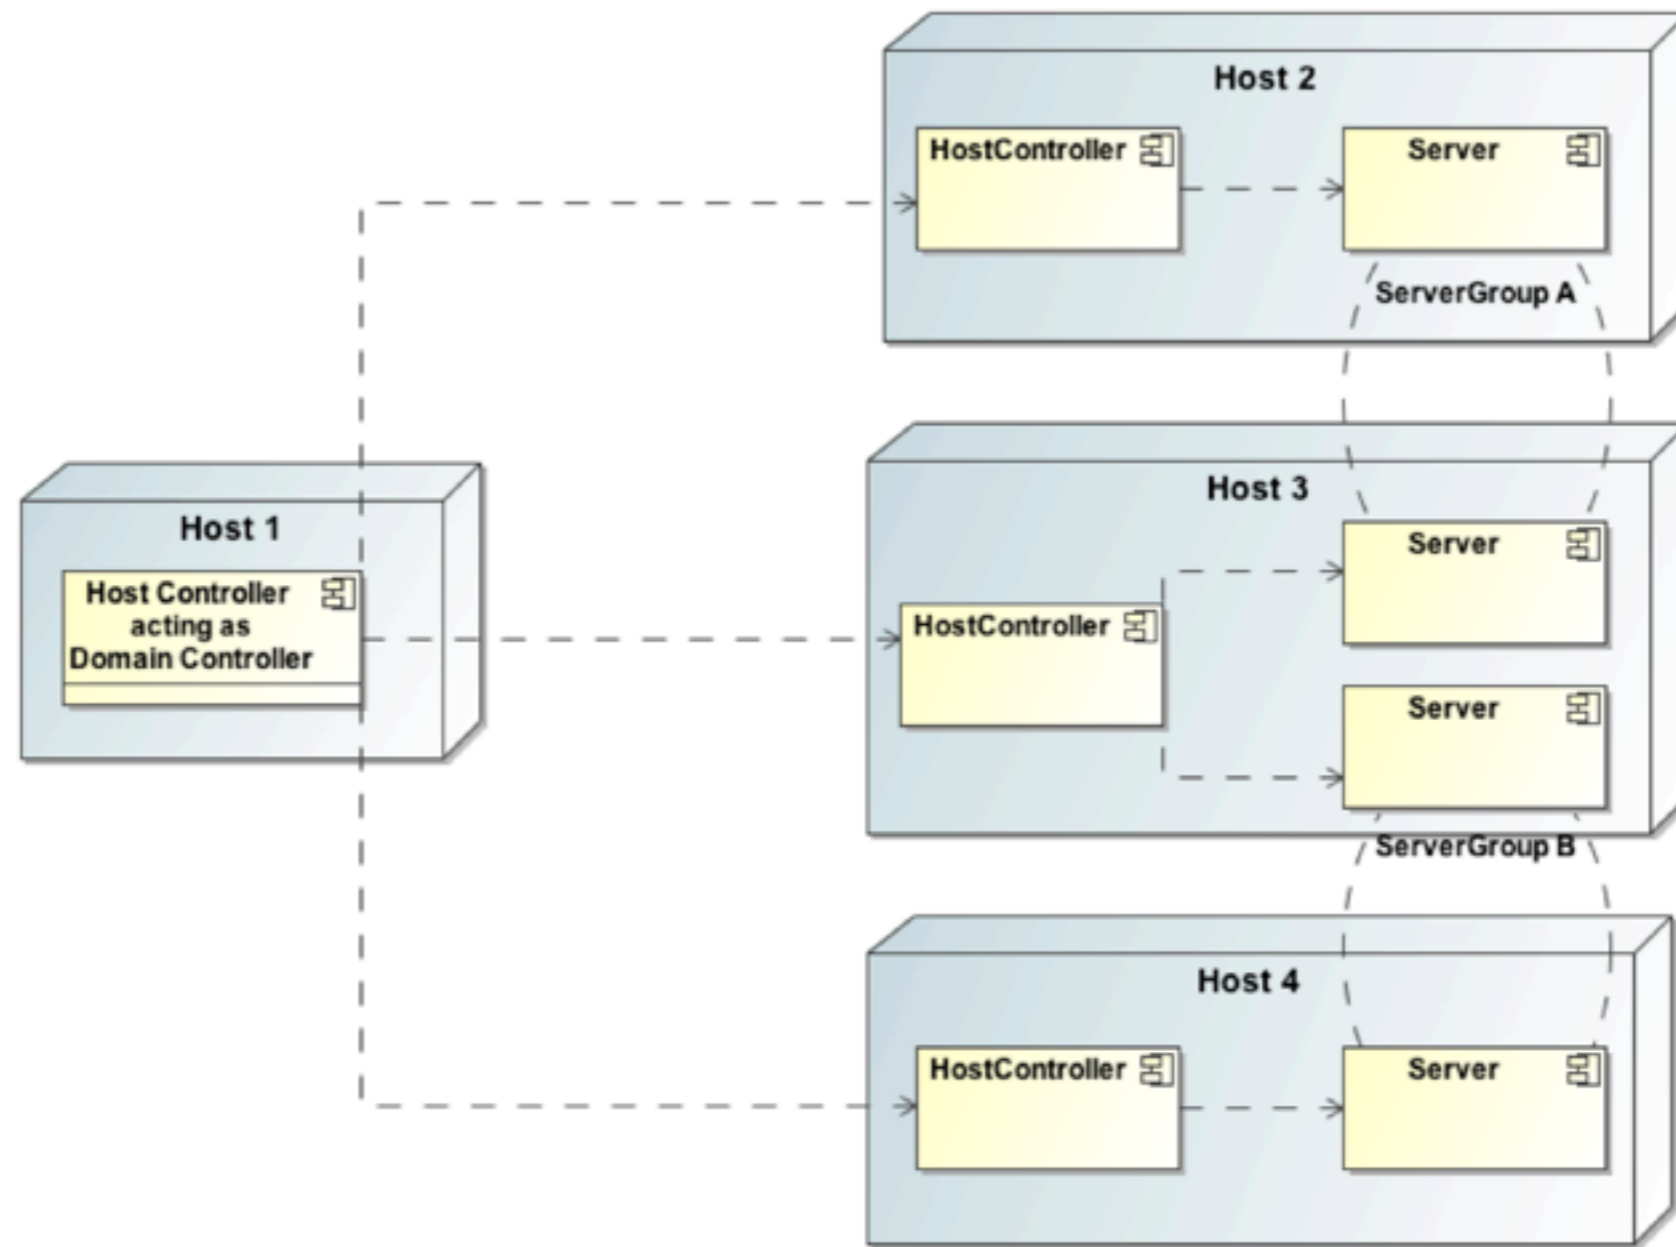 Host 2
HostController
Server
ServerGroup A
Host 1
Host Controller
acting as
Domain Controller
Host 3
HostController
Server
Server
ServerGroup B
Host 4
HostController
Server